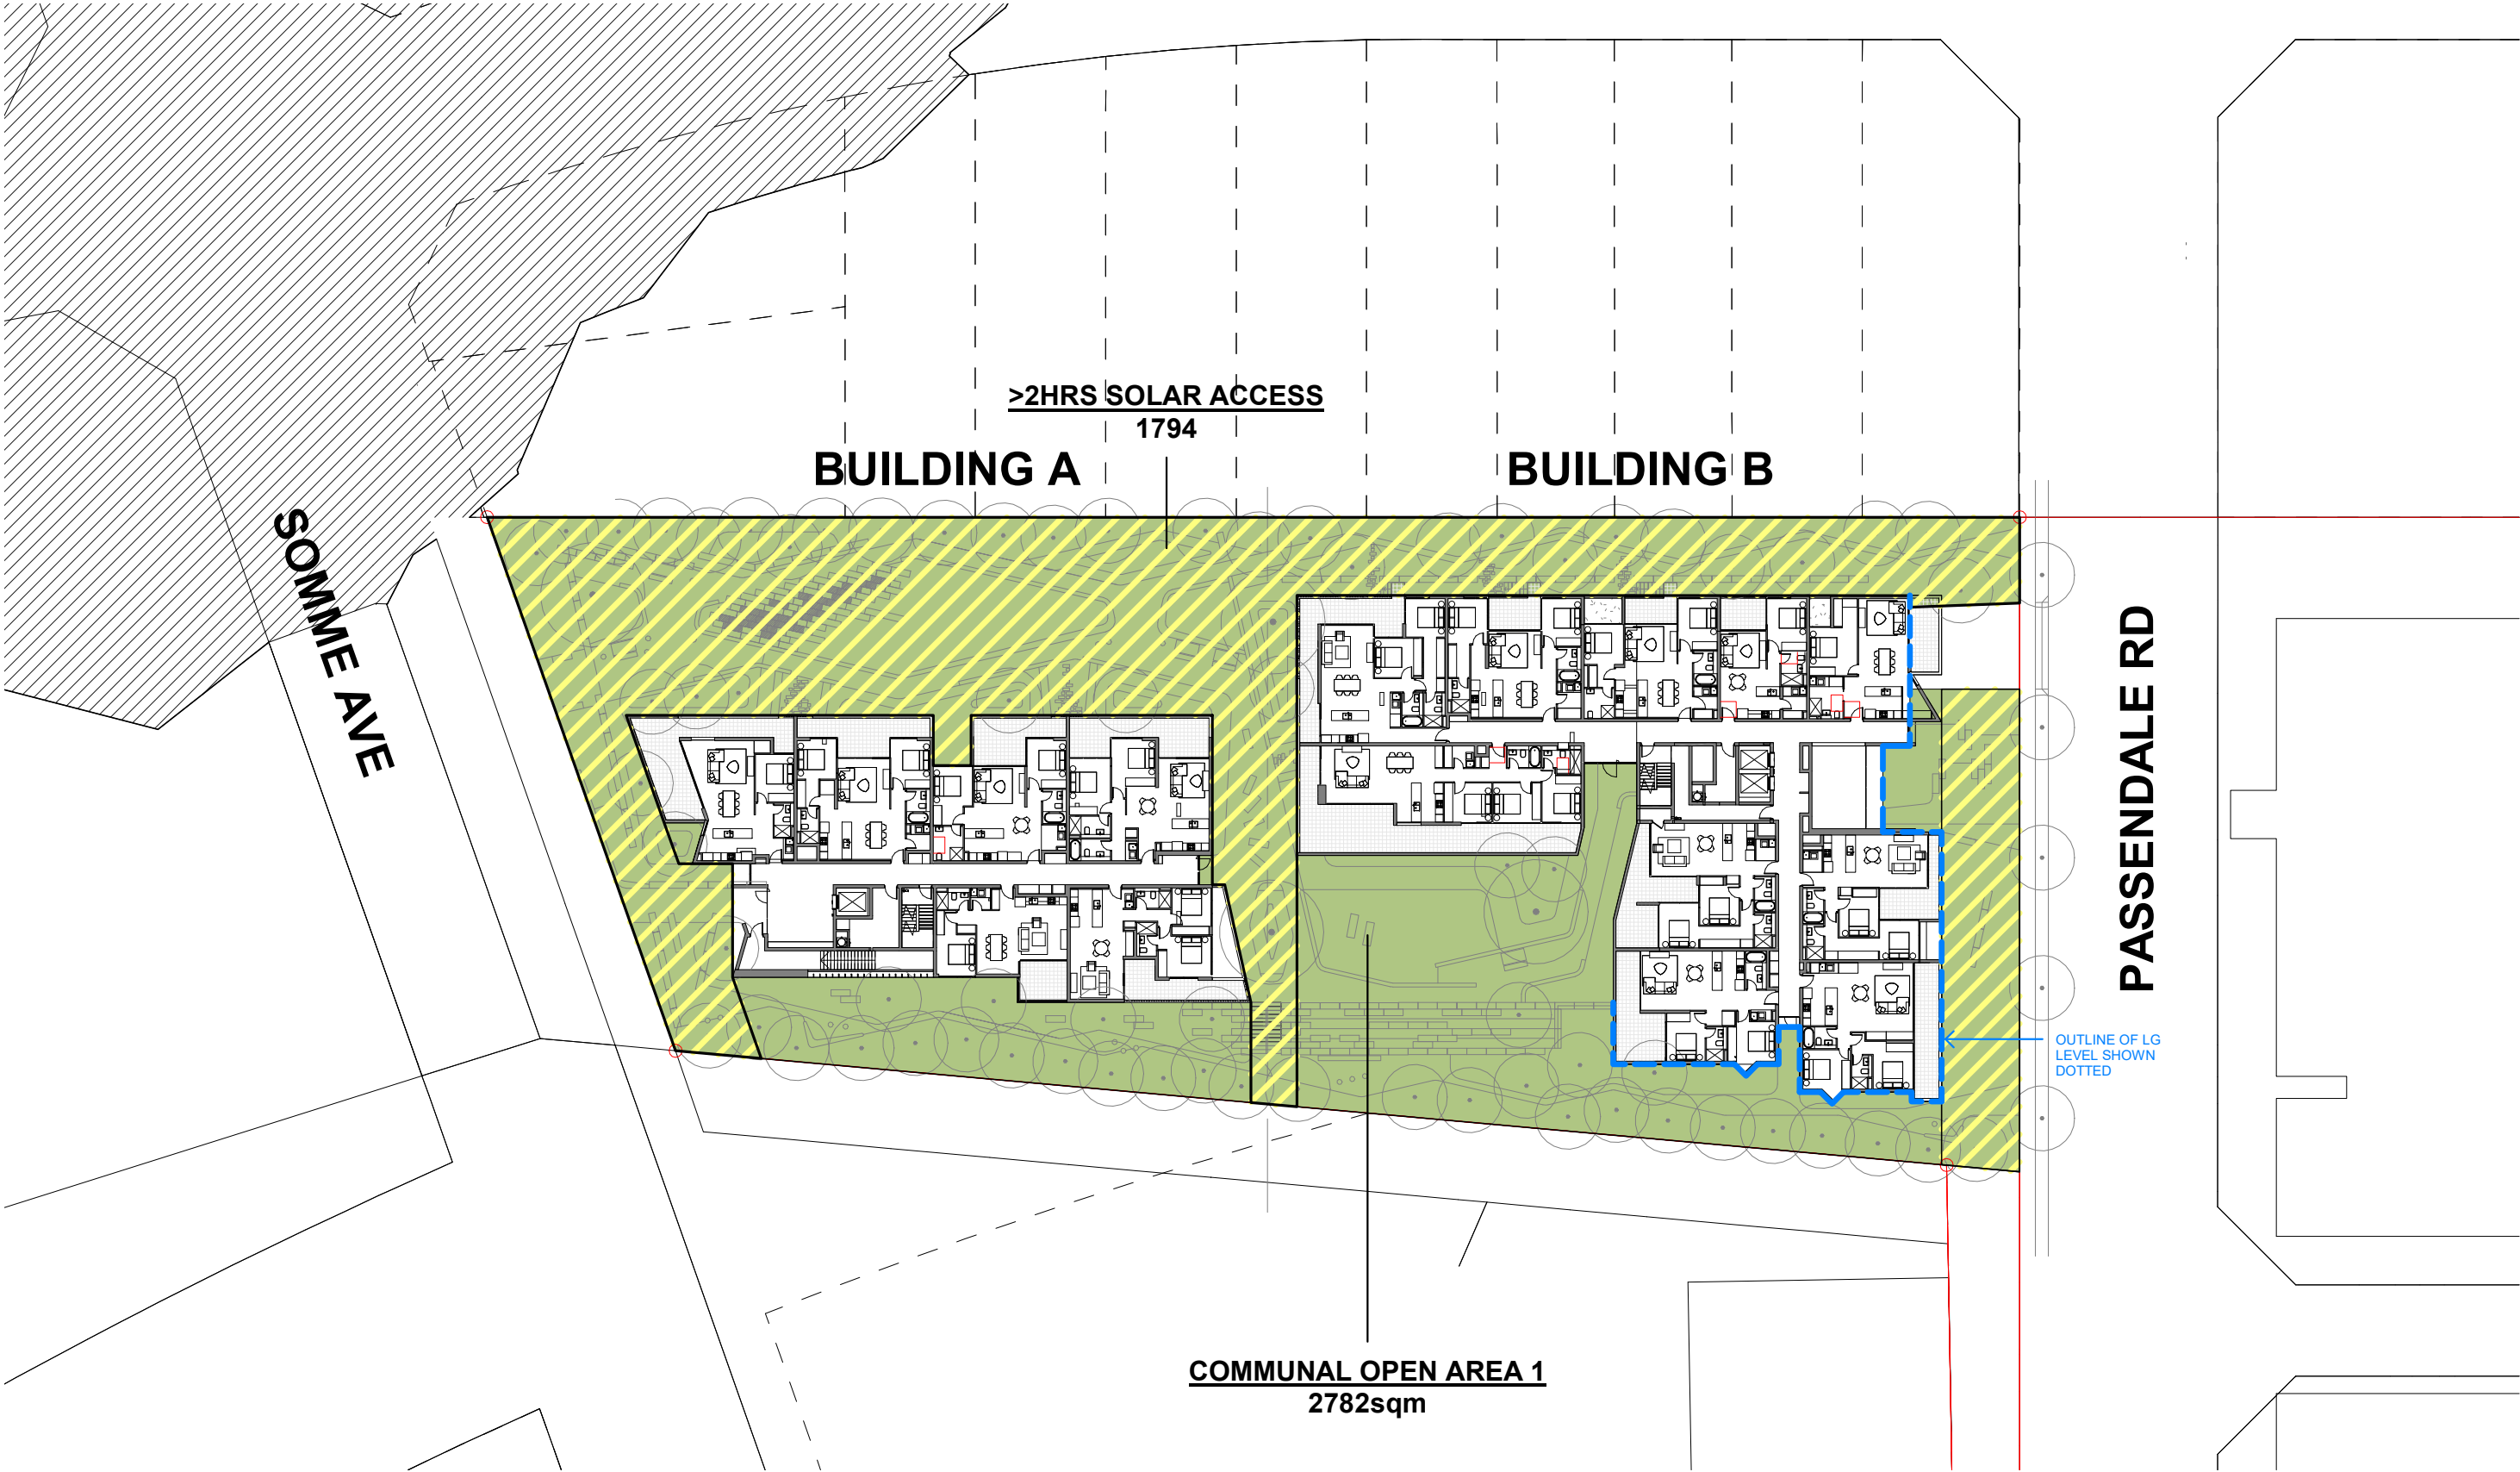 >2HRS SOLAR ACCESS
1794
BUILDING A
BUILDING B
SOMME AVE
PASSENDALE RD
OUTLINE OF LG
LEVEL SHOWN
DOTTED
COMMUNAL OPEN AREA 1
2782sqm